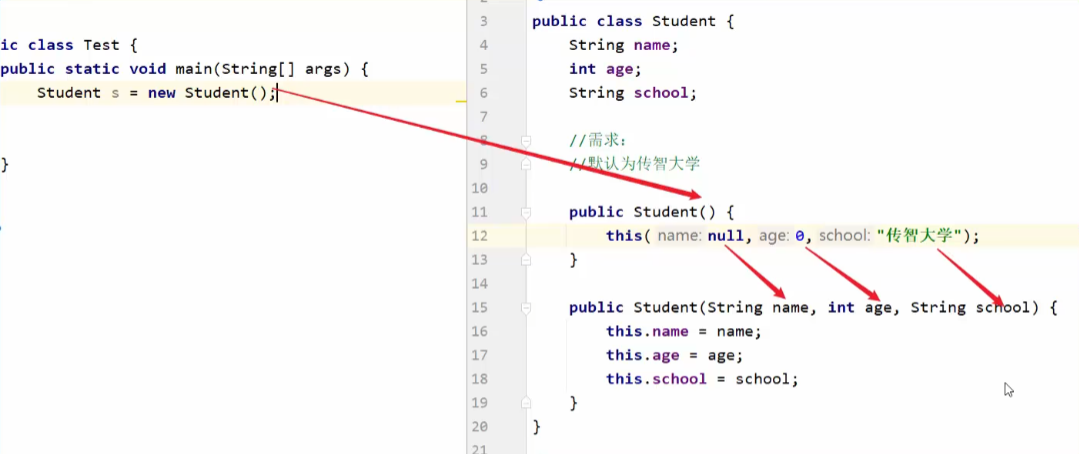 ic class Test {
public static void main(String[] args) {
Student s = new Student();
}
3 public class Student {
4 String name;
5 int age;
6 String school;
7
8 //需求：
9 //默认为传智大学
10
11 public Student() {
12 this( name: null, age: 0, school: "传智大学");
13 }
14
15 public Student(String name, int age, String school) {
16 this.name = name;
17 this.age = age;
18 this.school = school;
19 }
20 }
21